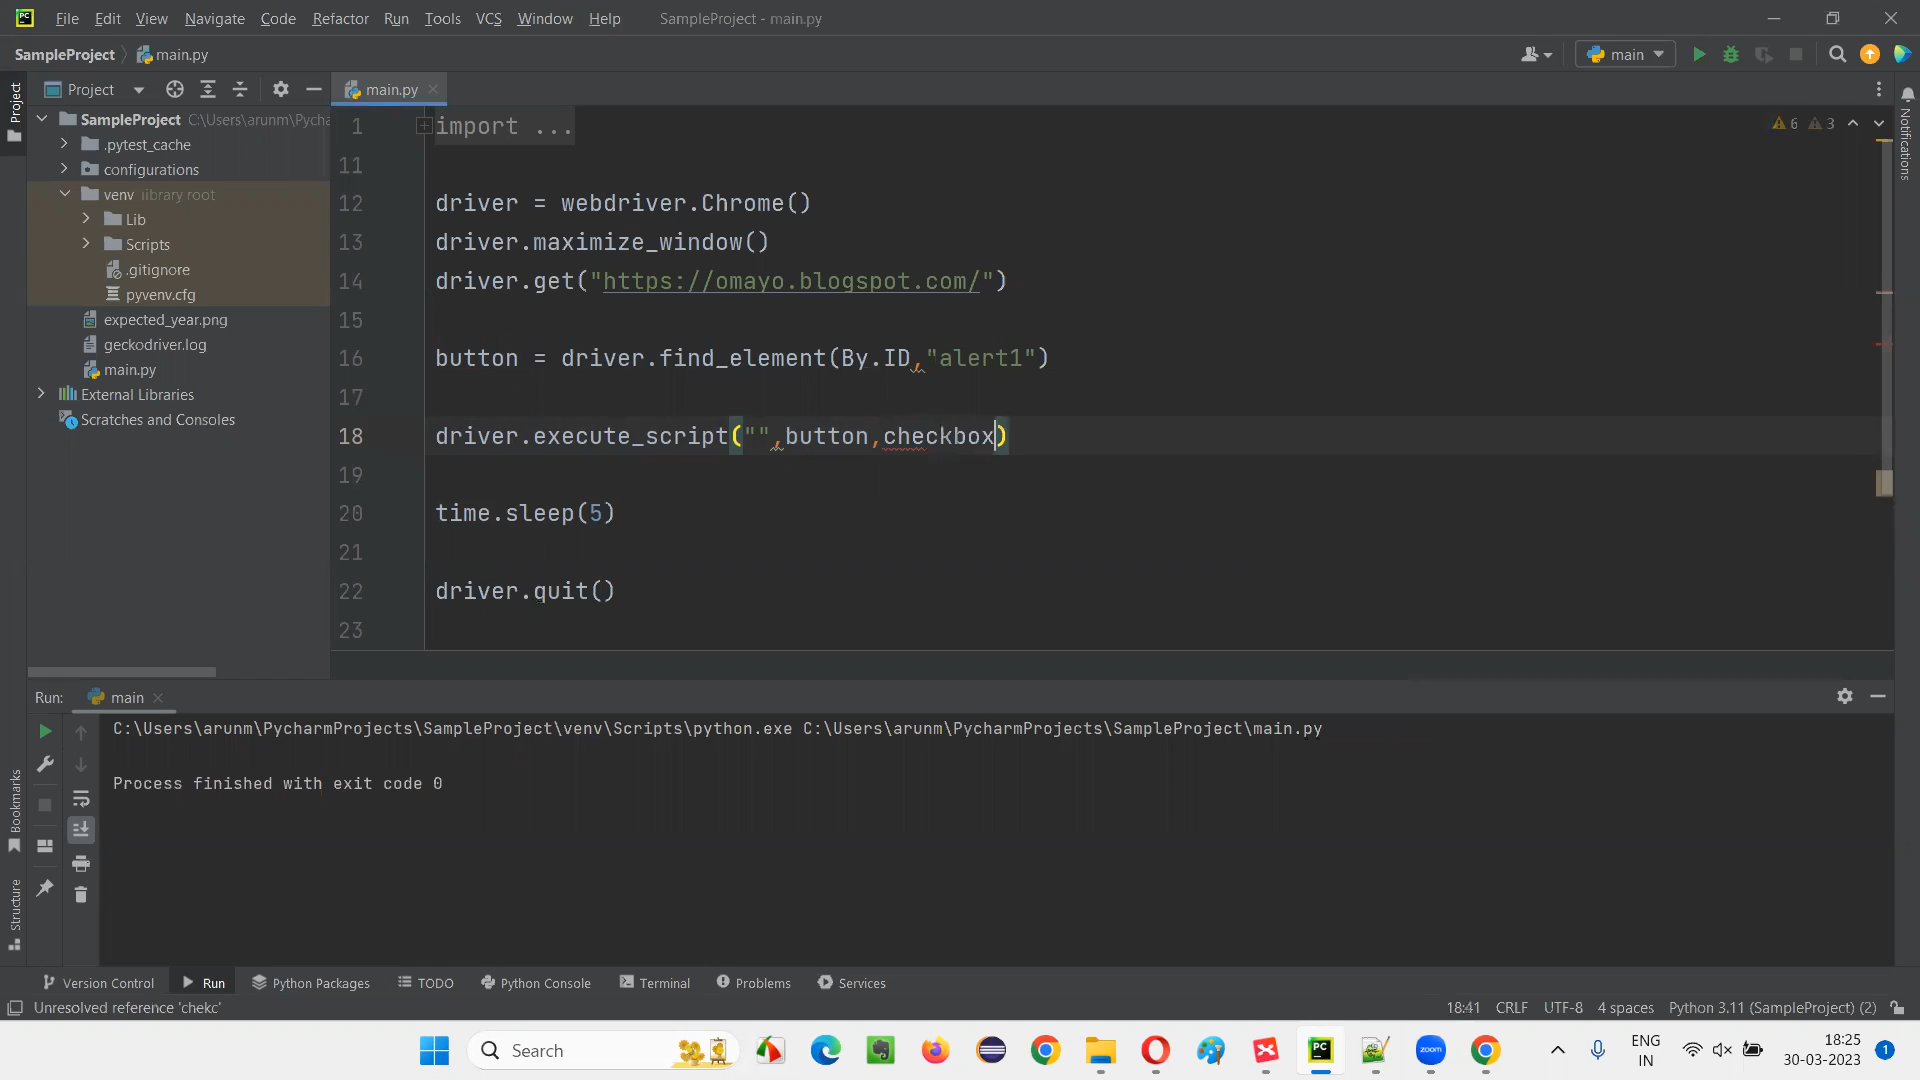 File Edit View Navigate Code Refactor Run Tools VCS Window Help SampleProject - main.py
SampleProject main.py main
Project main.py
Project
SampleProject C:\Users\arunm\Pycha
.pytest_cache
configurations
venv library root
Lib
Scripts
.gitignore
pyvenv.cfg
expected_year.png
geckodriver.log
main.py
External Libraries
Scratches and Consoles
1 import ...
6 3
Notifications
11
12 driver = webdriver.Chrome()
13 driver.maximize_window()
14 driver.get("https://omayo.blogspot.com/")
15
16 button = driver.find_element(By.ID,"alert1")
17
18 driver.execute_script("",button,checkbox)
19
20 time.sleep(5)
21
22 driver.quit()
23
Run: main
C:\Users\arunm\PycharmProjects\SampleProject\venv\Scripts\python.exe C:\Users\arunm\PycharmProjects\SampleProject\main.py
Process finished with exit code 0
Bookmarks
Structure
Version Control Run Python Packages TODO Python Console Terminal Problems Services
Unresolved reference 'chekc' 18:41 CRLF UTF-8 4 spaces Python 3.11 (SampleProject) (2)
Search zoom ENG IN 18:25 30-03-2023 1